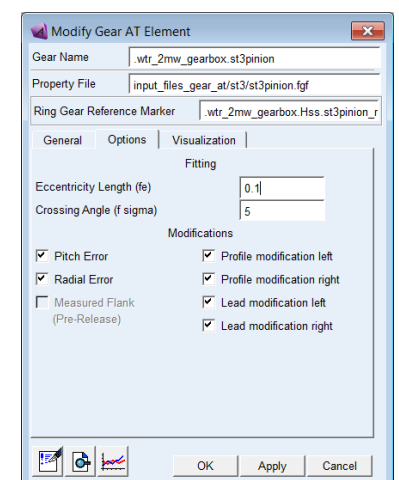 Modify Gear AT Element
Gear Name .wtr_2mw_gearbox.st3pinion
Property File input_files_gear_at/st3/st3pinion.fgf
Ring Gear Reference Marker .wtr_2mw_gearbox.Hss.st3pinion_r
General Options Visualization
Fitting
Eccentricity Length (fe) 0.1
Crossing Angle (f sigma) 5
Modifications
Pitch Error Profile modification left
Radial Error Profile modification right
Measured Flank Lead modification left
(Pre-Release) Lead modification right
OK Apply Cancel